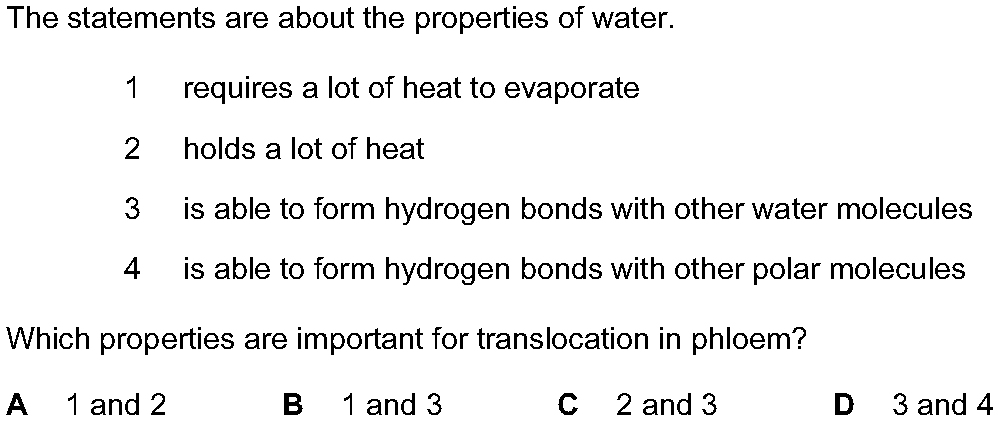 The statements are about the properties of water.
1 requires a lot of heat to evaporate
2 holds a lot of heat
3 is able to form hydrogen bonds with other water molecules
4 is able to form hydrogen bonds with other polar molecules
Which properties are important for translocation in phloem?
A 1 and 2 B 1 and 3 C 2 and 3 D 3 and 4